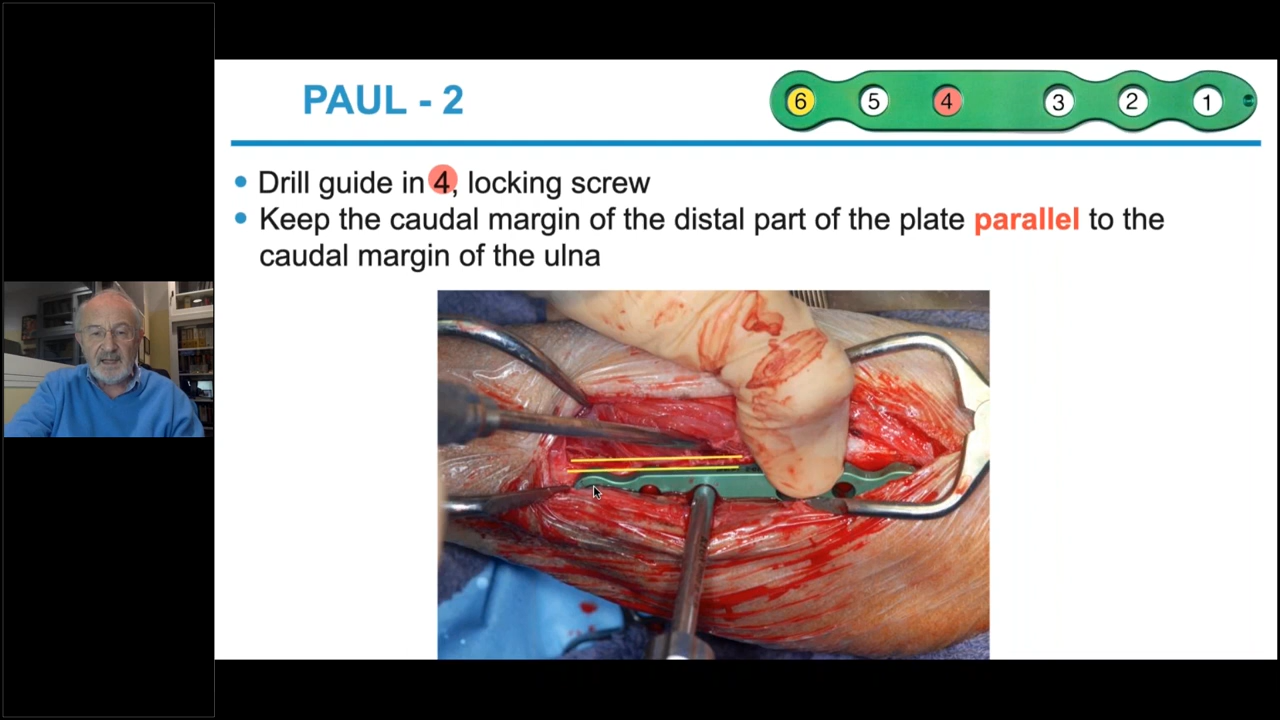 PAUL - 2
6 5 4 3 2 1
• Drill guide in 4, locking screw
• Keep the caudal margin of the distal part of the plate parallel to the
caudal margin of the ulna